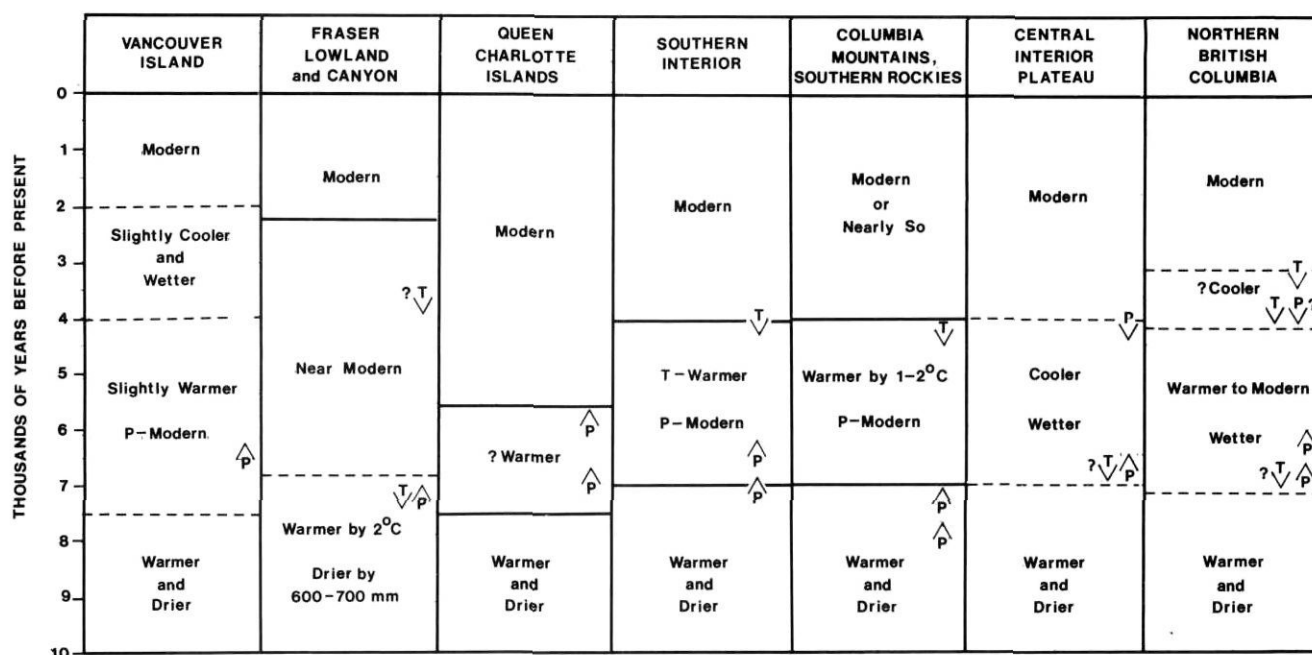 VANCOUVER
ISLAND
FRASER
LOWLAND
and CANYON
QUEEN
CHARLOTTE
ISLANDS
SOUTHERN
INTERIOR
COLUMBIA
MOUNTAINS,
SOUTHERN ROCKIES
CENTRAL
INTERIOR
PLATEAU
NORTHERN
BRITISH
COLUMBIA
THOUSANDS OF YEARS BEFORE PRESENT
0
1
2
3
4
5
6
7
8
9
10
Modern
Slightly Cooler
and
Wetter
Slightly Warmer
P-Modern
P
Warmer
and
Drier
Modern
? T
Near Modern
T P
Warmer by 2°C
Drier by
600-700 mm
Modern
P
? Warmer
P
Warmer
and
Drier
Modern
T
T-Warmer
P-Modern
P
P
Warmer
and
Drier
Modern
or
Nearly So
T
Warmer by 1-2°C
P-Modern
P
P
Warmer
and
Drier
Modern
P
Cooler
Wetter
? T P
Warmer
and
Drier
Modern
T
? Cooler
T P ?
Warmer to Modern
Wetter
P
? T P
Warmer
and
Drier